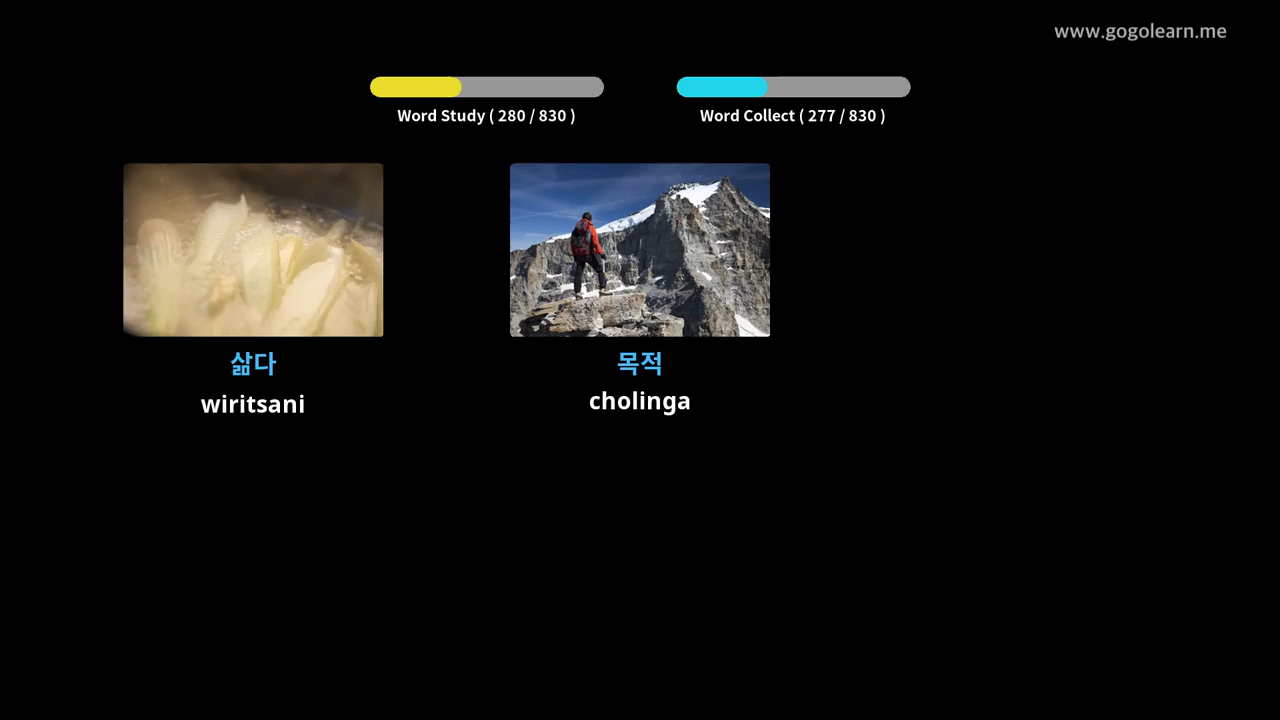 www.gogolearn.me
Word Study ( 280 / 830 )
Word Collect ( 277 / 830 )
삶다
wiritsani
목적
cholinga